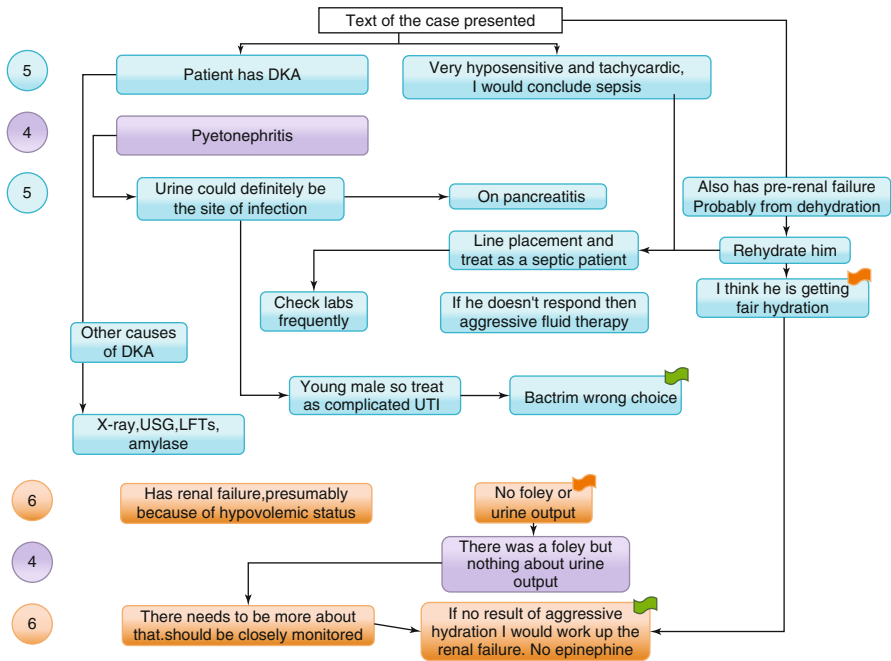 Text of the case presented
5
Patient has DKA
Very hyposensitive and tachycardic,
I would conclude sepsis
4
Pyetonephritis
5
Urine could definitely be
the site of infection
On pancreatitis
Also has pre-renal failure
Probably from dehydration
Line placement and
treat as a septic patient
Rehydrate him
Check labs
frequently
If he doesn't respond then
aggressive fluid therapy
I think he is getting
fair hydration
Other causes
of DKA
Young male so treat
as complicated UTI
Bactrim wrong choice
X-ray,USG,LFTs,
amylase
6
Has renal failure,presumably
because of hypovolemic status
No foley or
urine output
4
There was a foley but
nothing about urine
output
6
There needs to be more about
that.should be closely monitored
If no result of aggressive
hydration I would work up the
renal failure. No epinephine